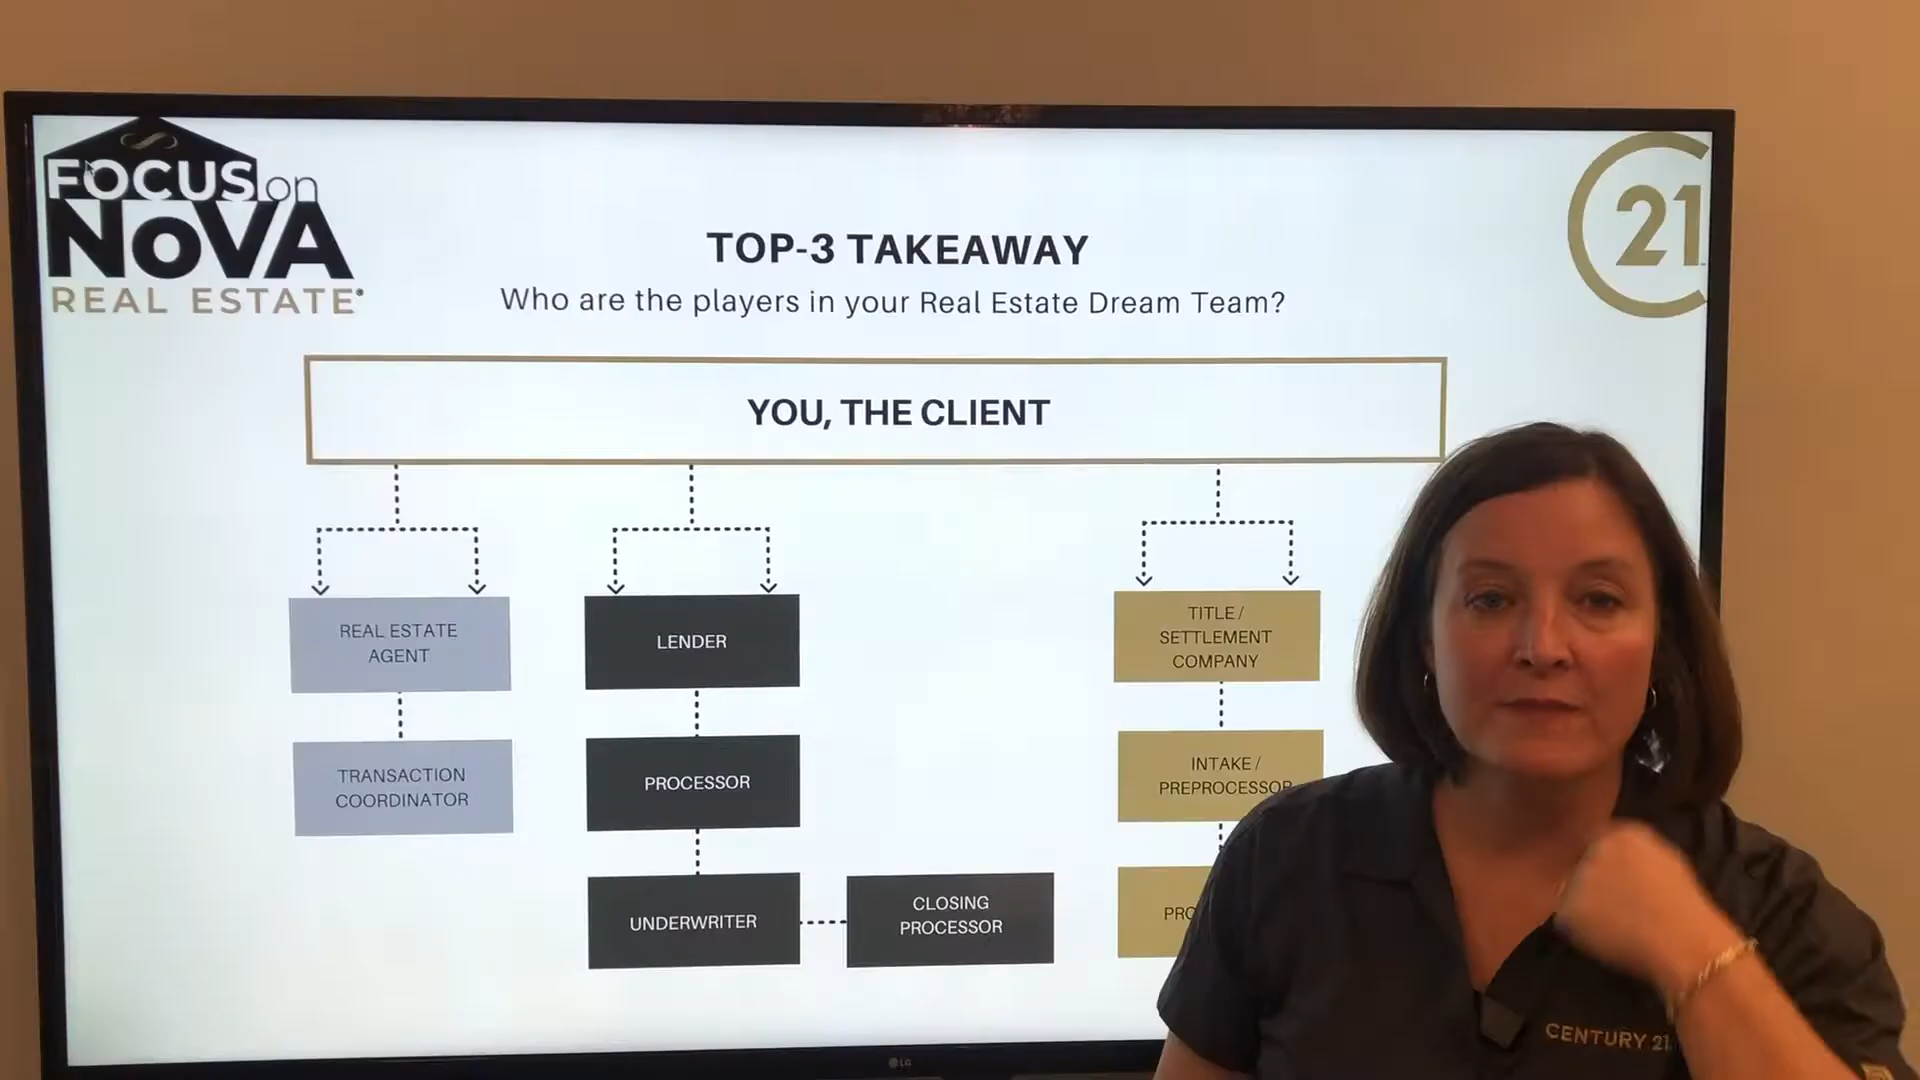 FOCUS on
NOVA
REAL ESTATE
21
TOP-3 TAKEAWAY
Who are the players in your Real Estate Dream Team?
YOU, THE CLIENT
REAL ESTATE
AGENT
LENDER
TITLE /
SETTLEMENT
COMPANY
TRANSACTION
COORDINATOR
PROCESSOR
INTAKE /
PREPROCESSOR
UNDERWRITER
CLOSING
PROCESSOR
CENTURY 21
LG